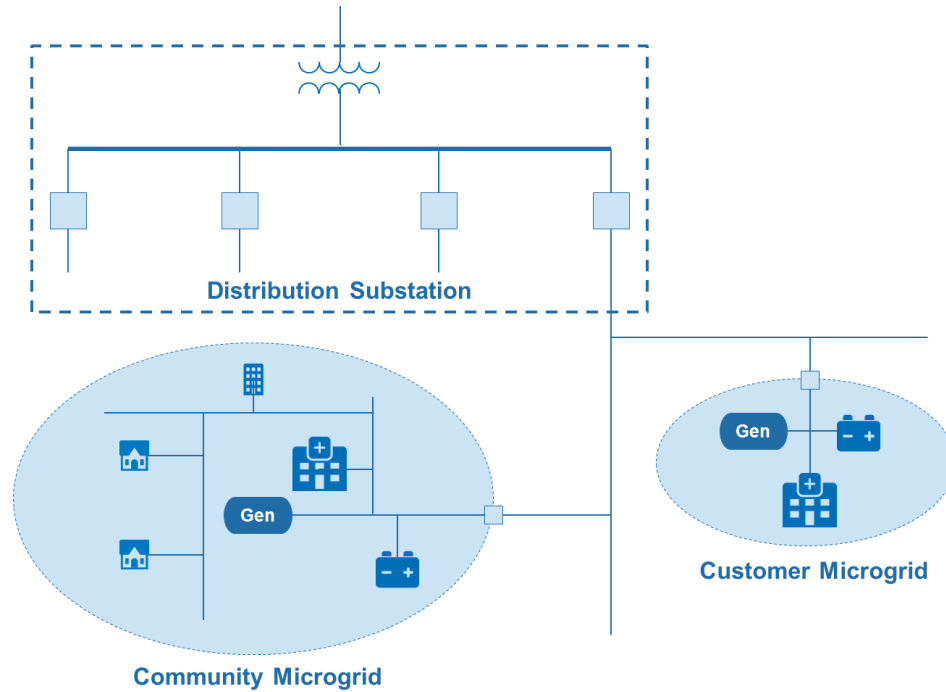 Distribution Substation
Gen
Gen
Customer Microgrid
Community Microgrid